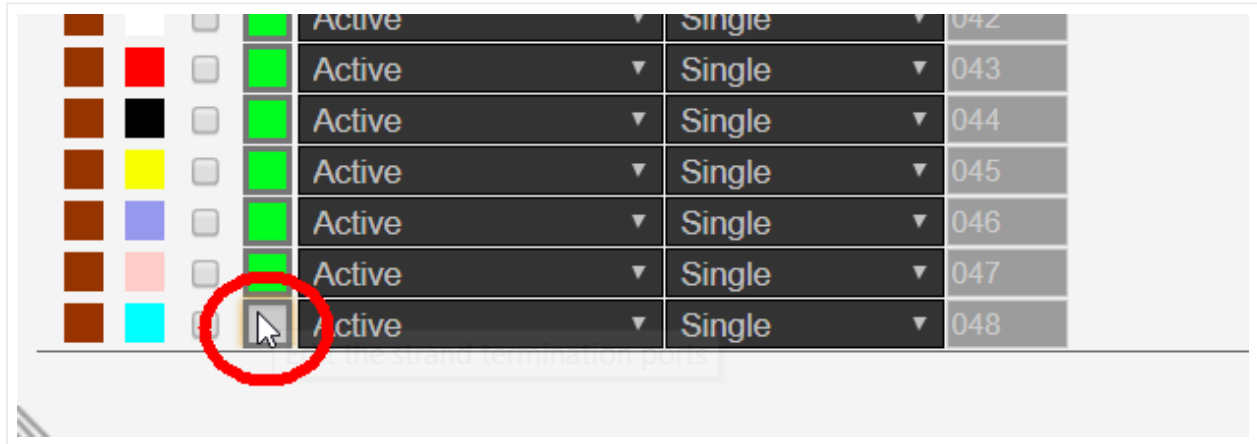 Active Single 042
Active Single 043
Active Single 044
Active Single 045
Active Single 046
Active Single 047
Active Single 048
the strand termination ports